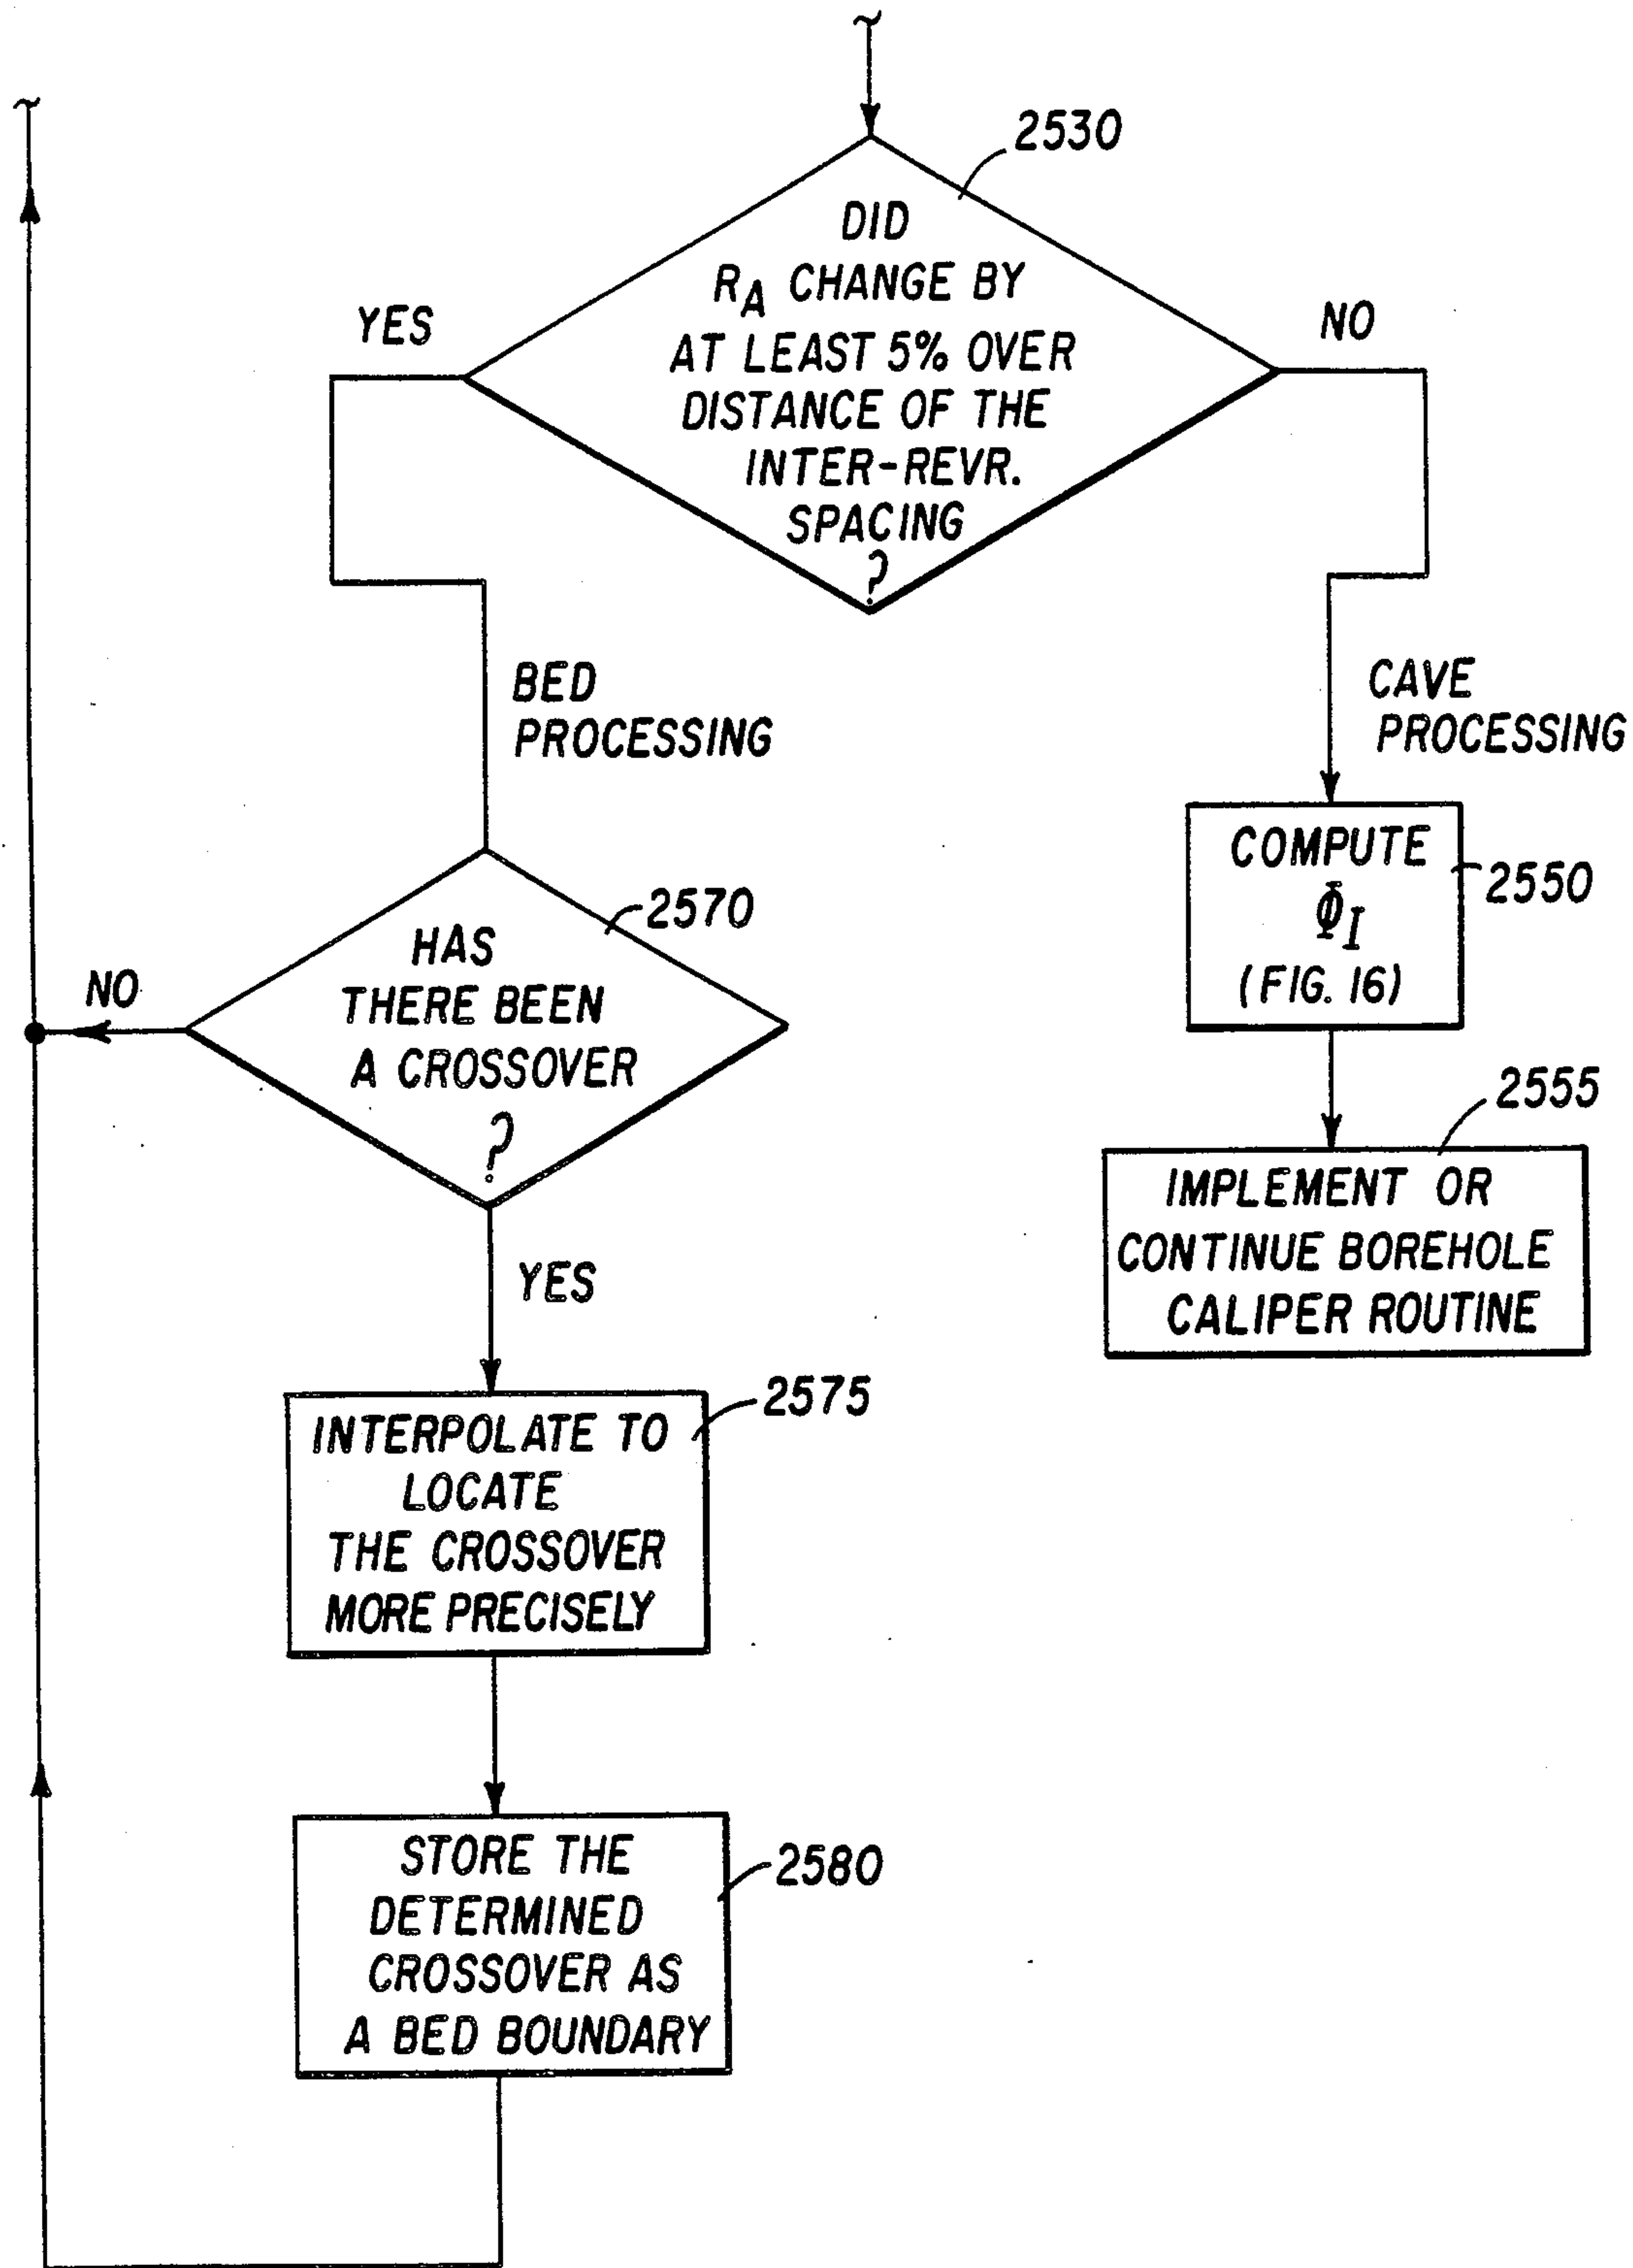 2530
DID
R_A CHANGE BY
AT LEAST 5% OVER
DISTANCE OF THE
INTER-REVR.
SPACING
?
YES
NO
BED
PROCESSING
CAVE
PROCESSING
COMPUTE
Φ_I
(FIG. 16)
2550
2570
HAS
THERE BEEN
A CROSSOVER
?
NO
2555
IMPLEMENT OR
CONTINUE BOREHOLE
CALIPER ROUTINE
YES
2575
INTERPOLATE TO
LOCATE
THE CROSSOVER
MORE PRECISELY
2580
STORE THE
DETERMINED
CROSSOVER AS
A BED BOUNDARY